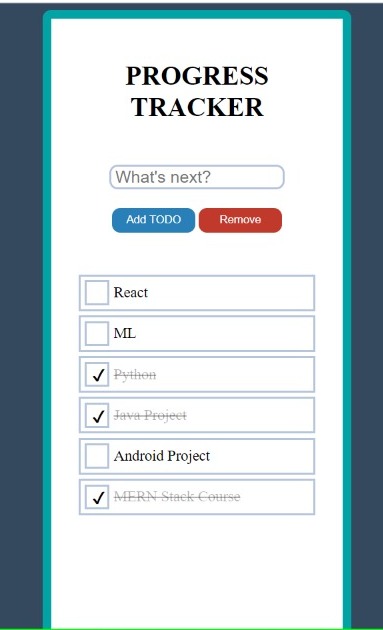 PROGRESS
TRACKER
What's next?
Add TODO Remove
React
ML
✓ Python
✓ Java Project
Android Project
✓ MERN Stack Course